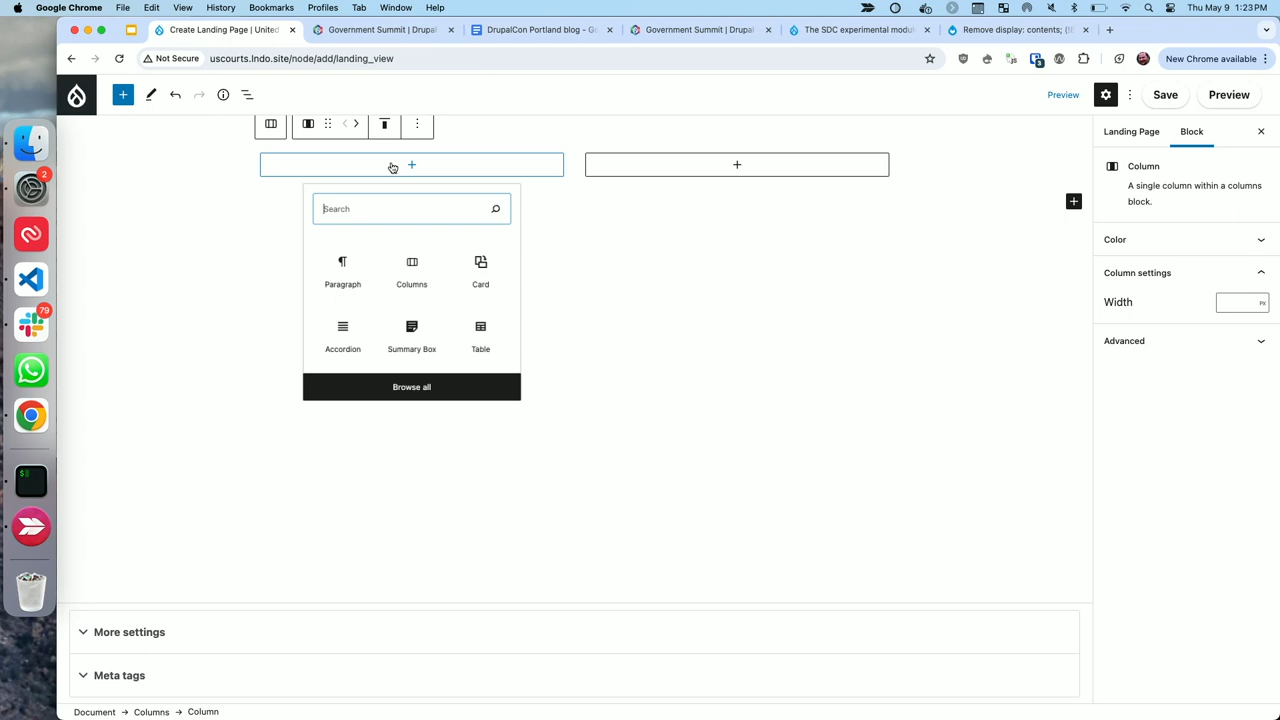 Google Chrome File Edit View History Bookmarks Profiles Tab Window Help Thu May 9 1:23 PM
Create Landing Page | United Government Summit | Drupal DrupalCon Portland blog - Go Government Summit | Drupal The SDC experimental modul Remove display: contents;
Not Secure uscourts.lndo.site/node/add/landing_view New Chrome available
Preview Save Preview
Landing Page Block
Column
A single column within a columns
block.
Search
Color
Column settings
Width px
Advanced
Paragraph Columns Card
Accordion Summary Box Table
Browse all
2
79
3
$
More settings
Meta tags
Document → Columns → Column